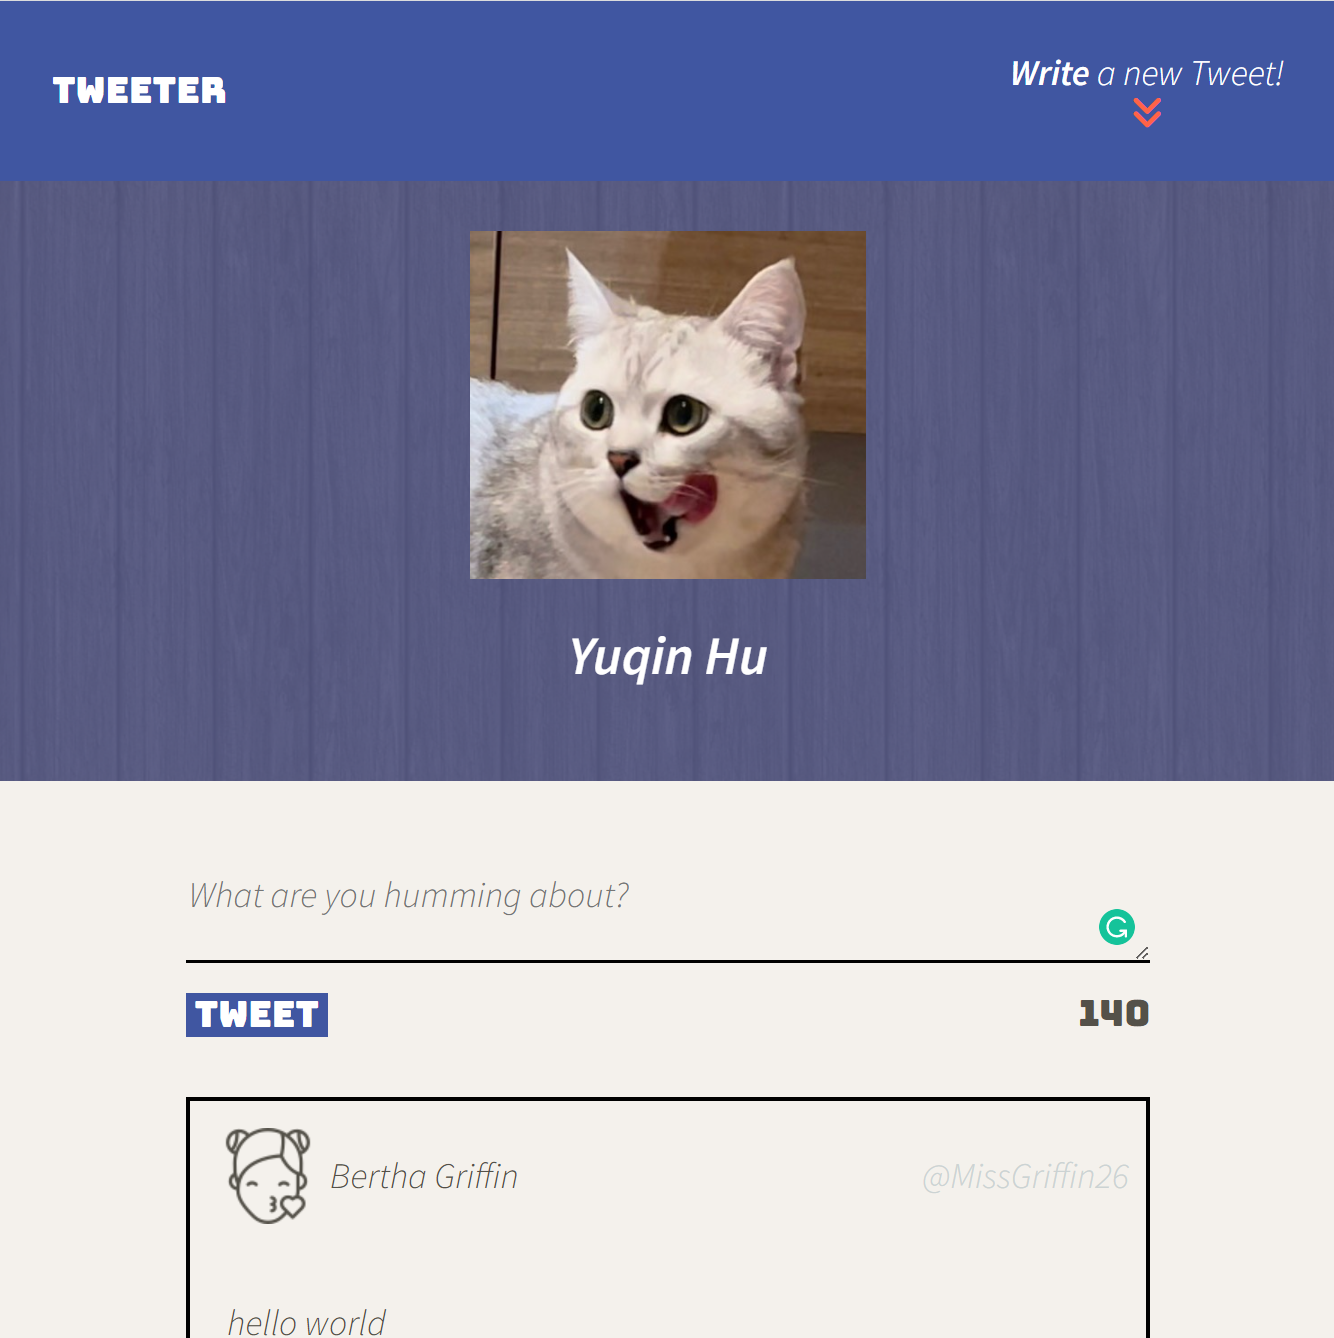 TWEETER
Write a new Tweet!
Yuqin Hu
What are you humming about?
TWEET
140
Bertha Griffin
@MissGriffin26
hello world